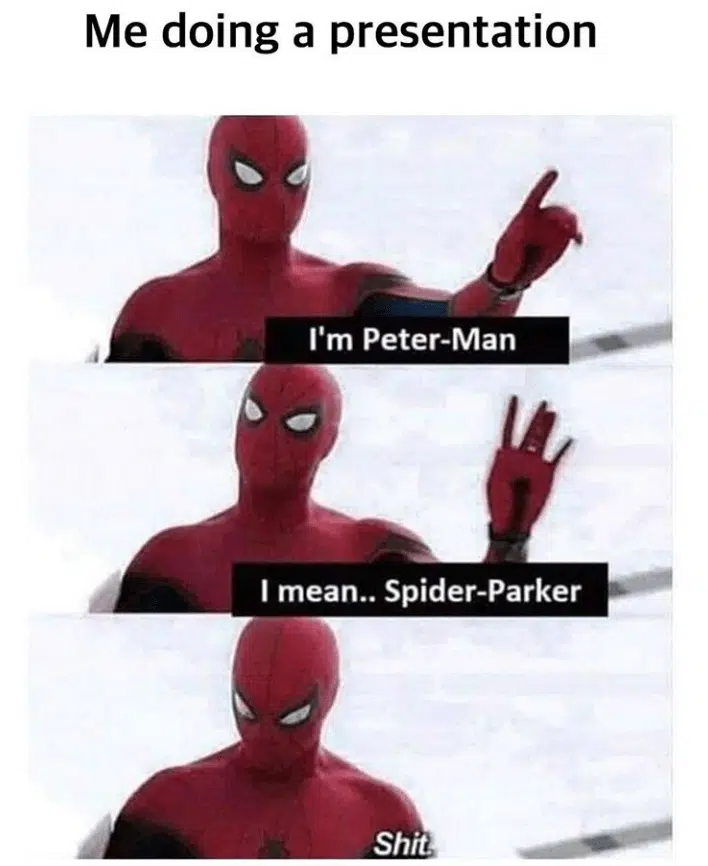 Me doing a presentation
I'm Peter-Man
I mean.. Spider-Parker
Shit.